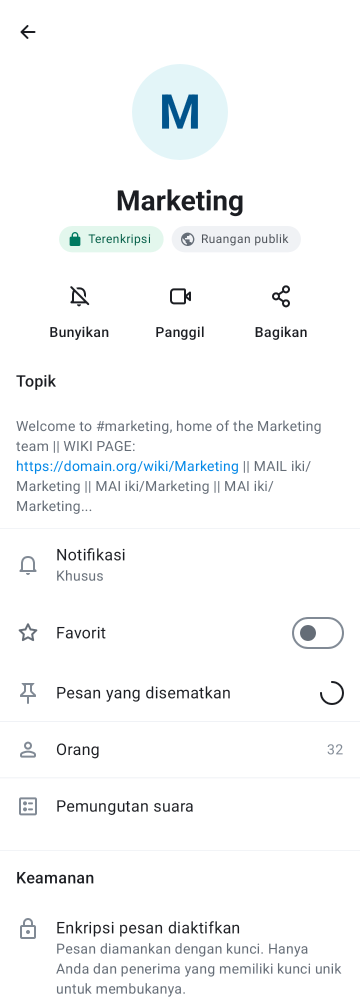 M
Marketing
Terenkripsi
Ruangan publik
Bunyikan
Panggil
Bagikan
Topik
Welcome to #marketing, home of the Marketing
team || WIKI PAGE:
https://domain.org/wiki/Marketing || MAIL iki/
Marketing || MAI iki/Marketing || MAI iki/
Marketing...
Notifikasi
Khusus
Favorit
Pesan yang disematkan
Orang
32
Pemungutan suara
Keamanan
Enkripsi pesan diaktifkan
Pesan diamankan dengan kunci. Hanya
Anda dan penerima yang memiliki kunci unik
untuk membukanya.